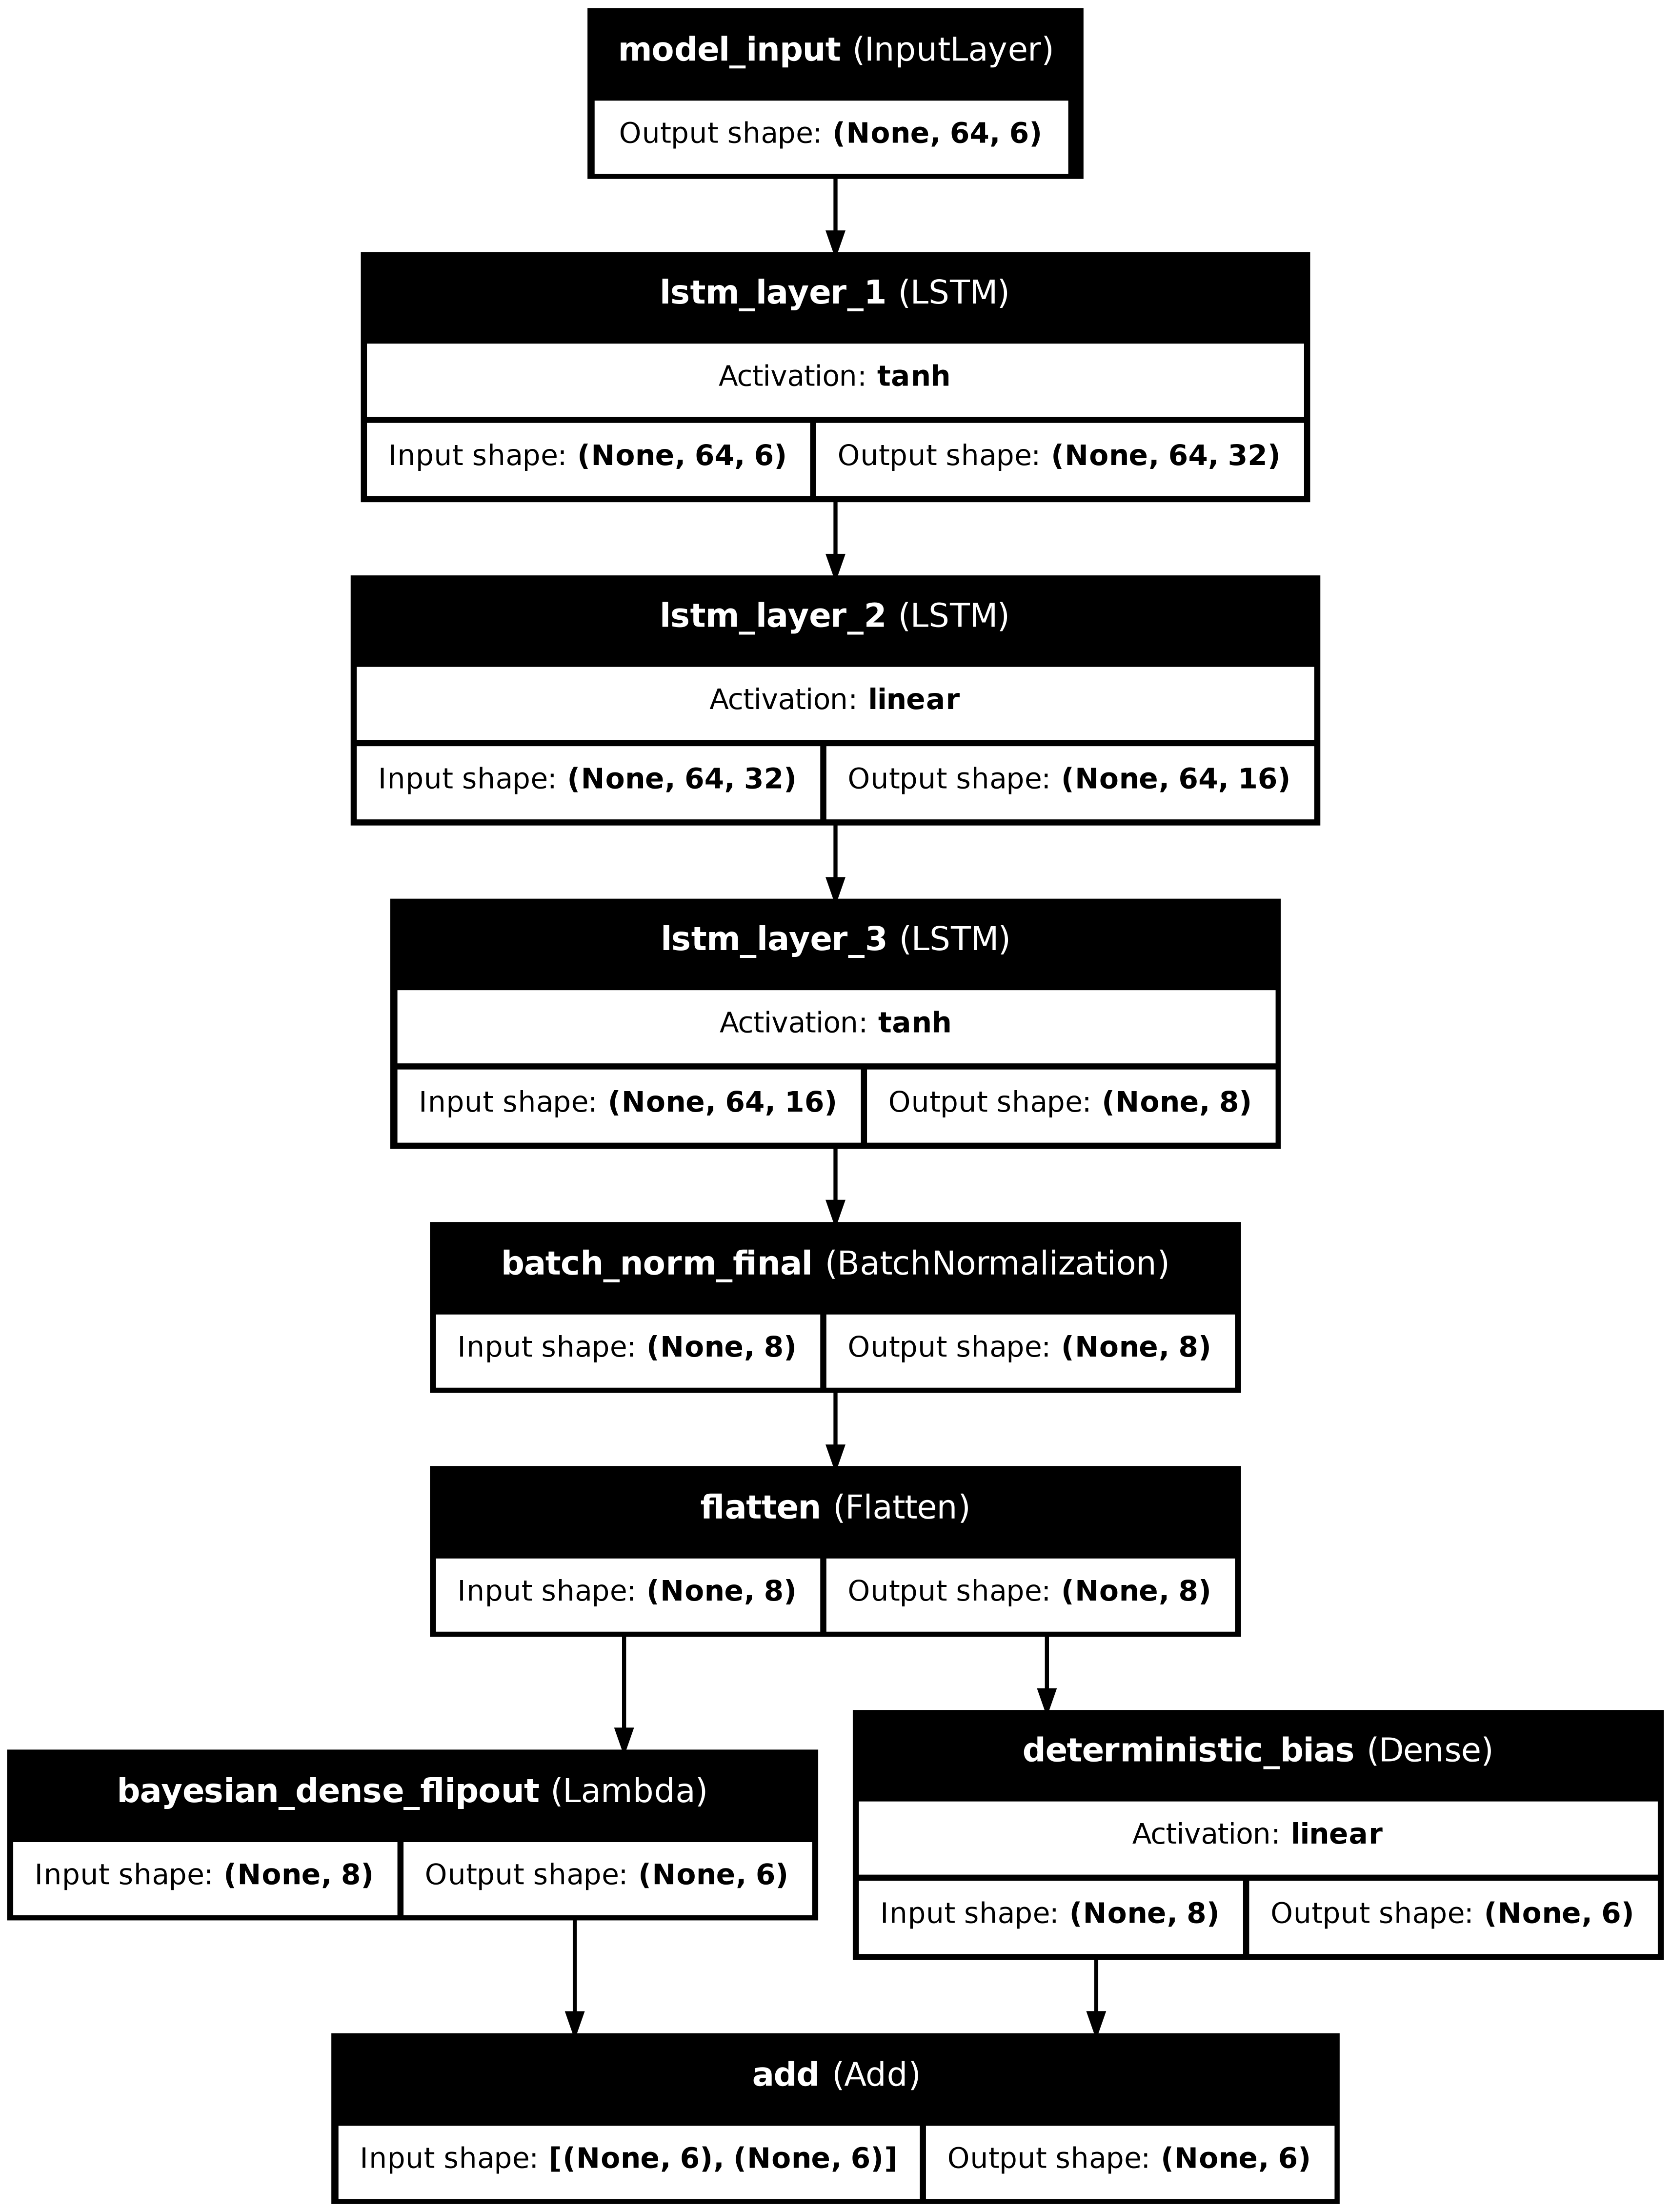 model_input (InputLayer)
Output shape: (None, 64, 6)
lstm_layer_1 (LSTM)
Activation: tanh
Input shape: (None, 64, 6) Output shape: (None, 64, 32)
lstm_layer_2 (LSTM)
Activation: linear
Input shape: (None, 64, 32) Output shape: (None, 64, 16)
lstm_layer_3 (LSTM)
Activation: tanh
Input shape: (None, 64, 16) Output shape: (None, 8)
batch_norm_final (BatchNormalization)
Input shape: (None, 8) Output shape: (None, 8)
flatten (Flatten)
Input shape: (None, 8) Output shape: (None, 8)
bayesian_dense_flipout (Lambda)
Input shape: (None, 8) Output shape: (None, 6)
deterministic_bias (Dense)
Activation: linear
Input shape: (None, 8) Output shape: (None, 6)
add (Add)
Input shape: [(None, 6), (None, 6)] Output shape: (None, 6)